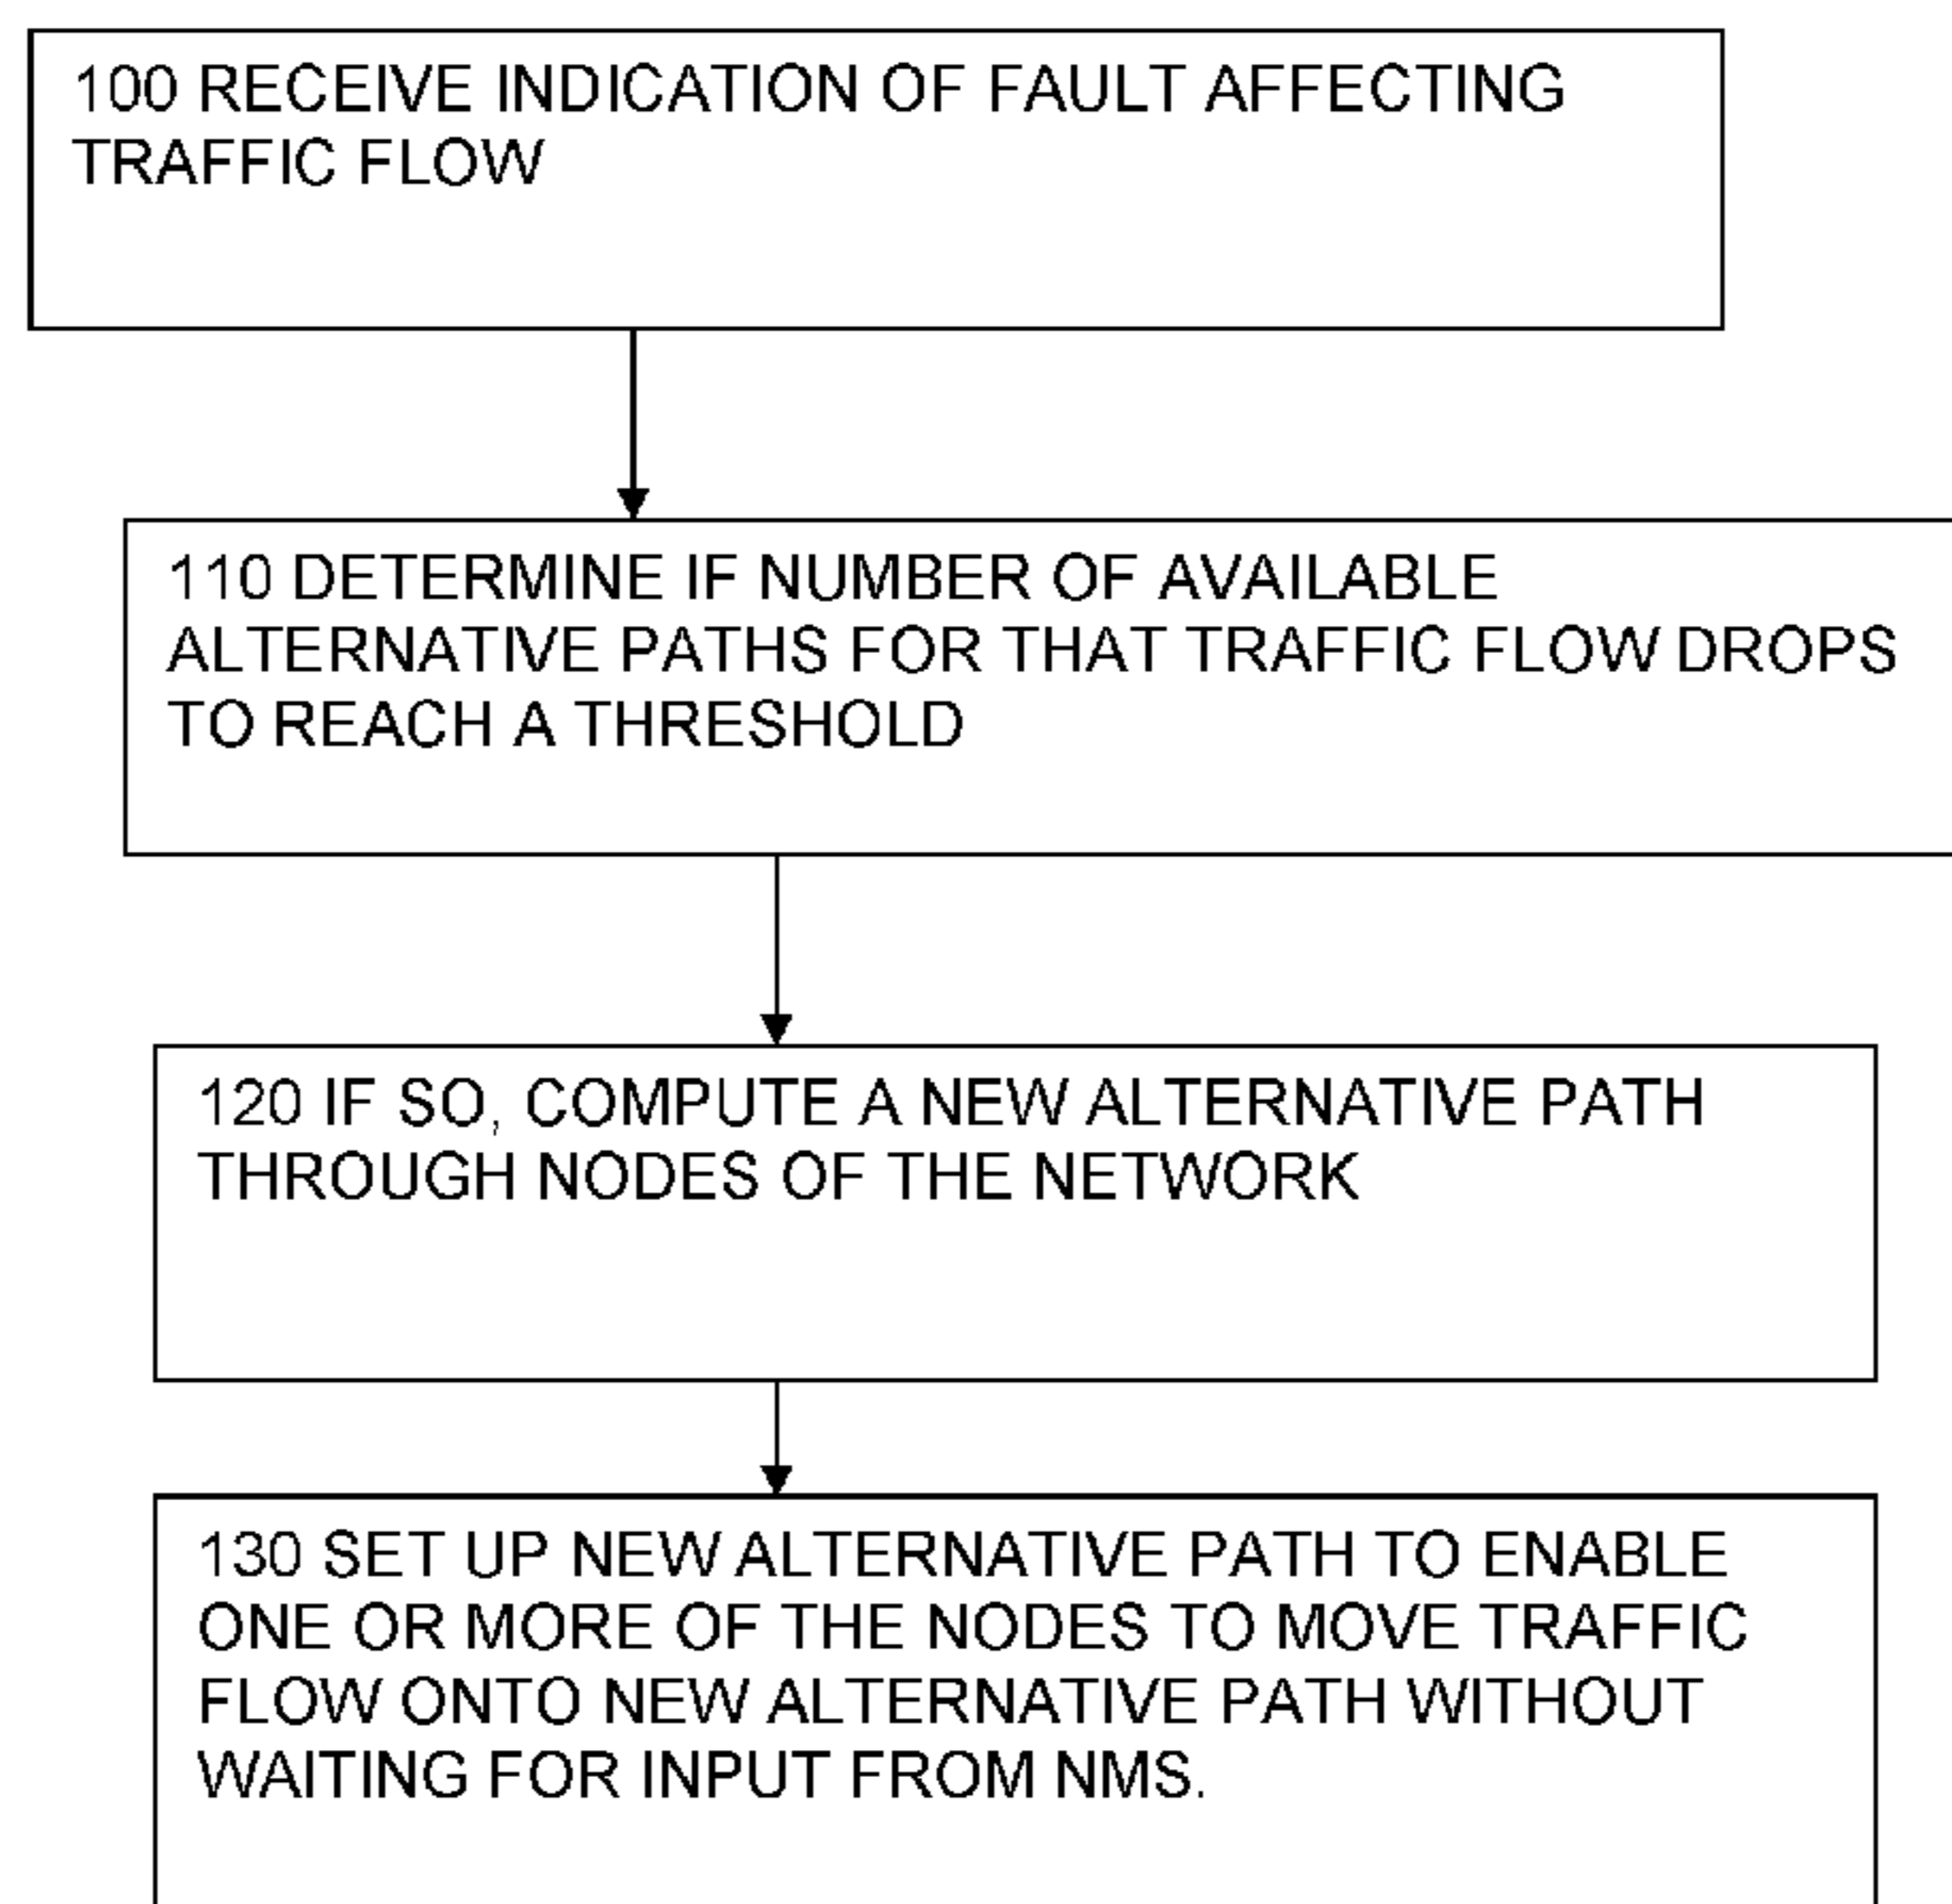 100 RECEIVE INDICATION OF FAULT AFFECTING
TRAFFIC FLOW
110 DETERMINE IF NUMBER OF AVAILABLE
ALTERNATIVE PATHS FOR THAT TRAFFIC FLOW DROPS
TO REACH A THRESHOLD
120 IF SO, COMPUTE A NEW ALTERNATIVE PATH
THROUGH NODES OF THE NETWORK
130 SET UP NEW ALTERNATIVE PATH TO ENABLE
ONE OR MORE OF THE NODES TO MOVE TRAFFIC
FLOW ONTO NEW ALTERNATIVE PATH WITHOUT
WAITING FOR INPUT FROM NMS.